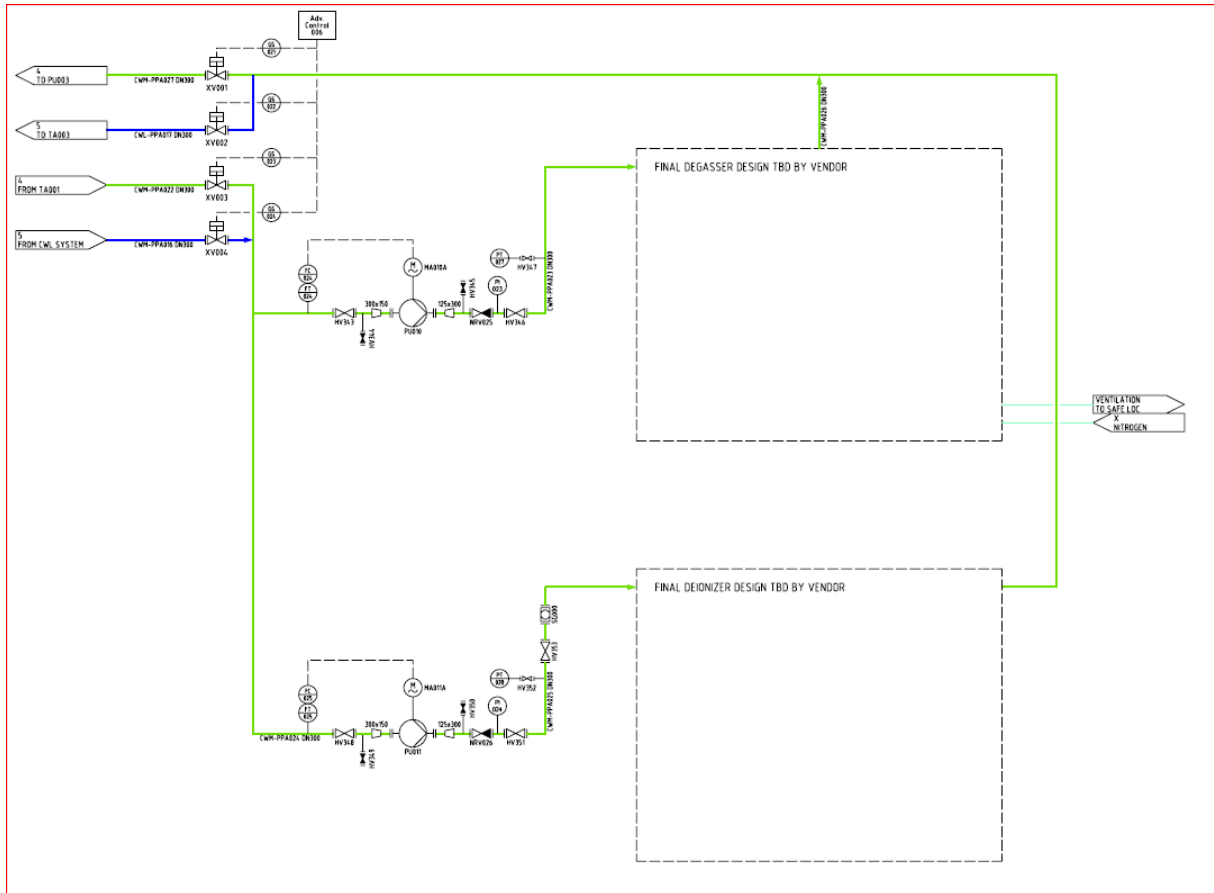 Adv.
Control
006
GS
021
4
TO PU003
CWM-PPA027 DN300
XV001
GS
022
5
TO TA003
CWL-PPA017 DN300
XV002
CWM-PPA026 DN300
GS
023
4
FROM TA001
CWM-PPA022 DN300
XV003
FINAL DEGASSER DESIGN TBD BY VENDOR
GS
024
5
FROM CWL SYSTEM
CWM-PPA016 DN300
XV004
FC
024
FT
024
M
MA010A
PT
027
HV347
CWM-PPA023 DN300
HV343
HV344
300x150
PU010
125x300
HV345
NRV025
PI
023
HV346
VENTILATION
TO SAFE LOC
X
NITROGEN
FINAL DEIONIZER DESIGN TBD BY VENDOR
SG000
HV353
FC
025
FT
025
M
MA011A
PT
028
HV352
CWM-PPA025 DN300
CWM-PPA024 DN300
HV348
HV349
300x150
PU011
125x300
HV350
NRV026
PI
024
HV351